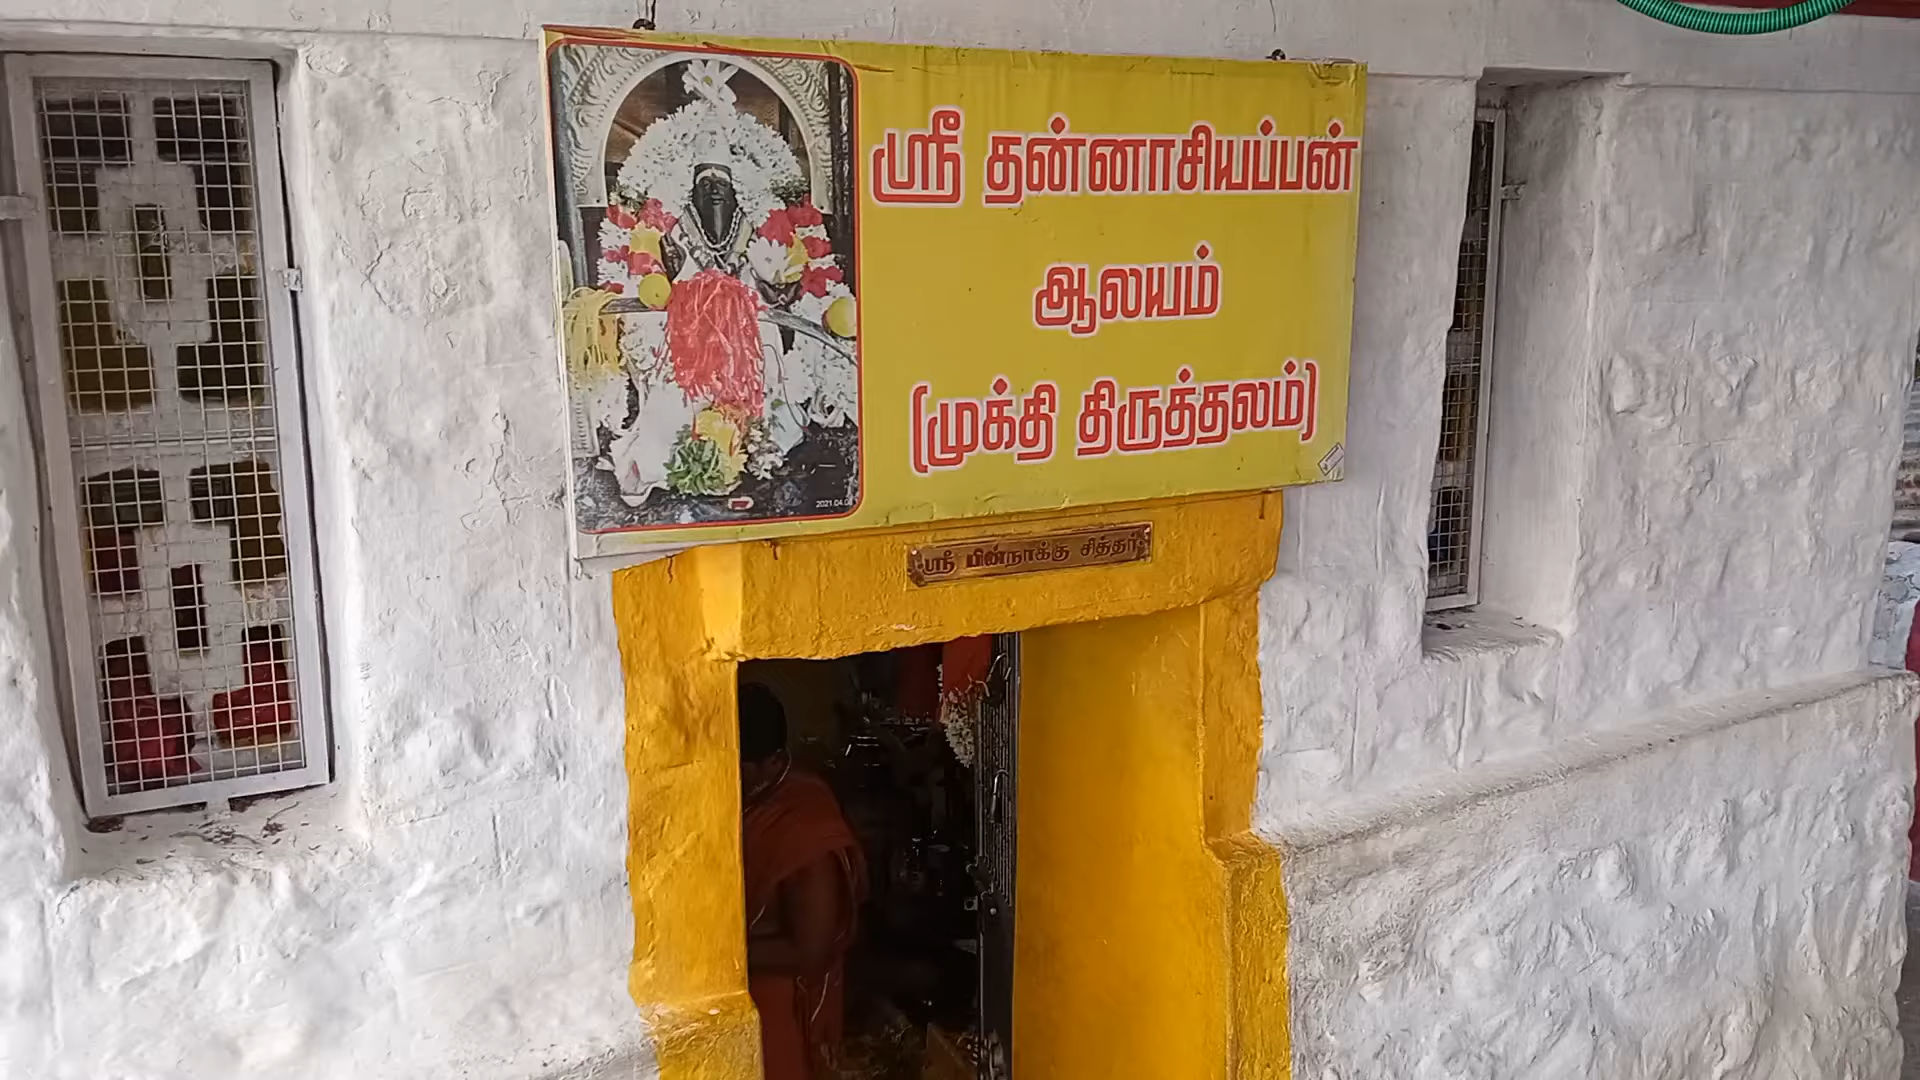 ஸ்ரீ தன்னாசியப்பன்
ஆலயம்
(முக்தி திருத்தலம்)
ஸ்ரீ பின்நாக்கு சித்தர்